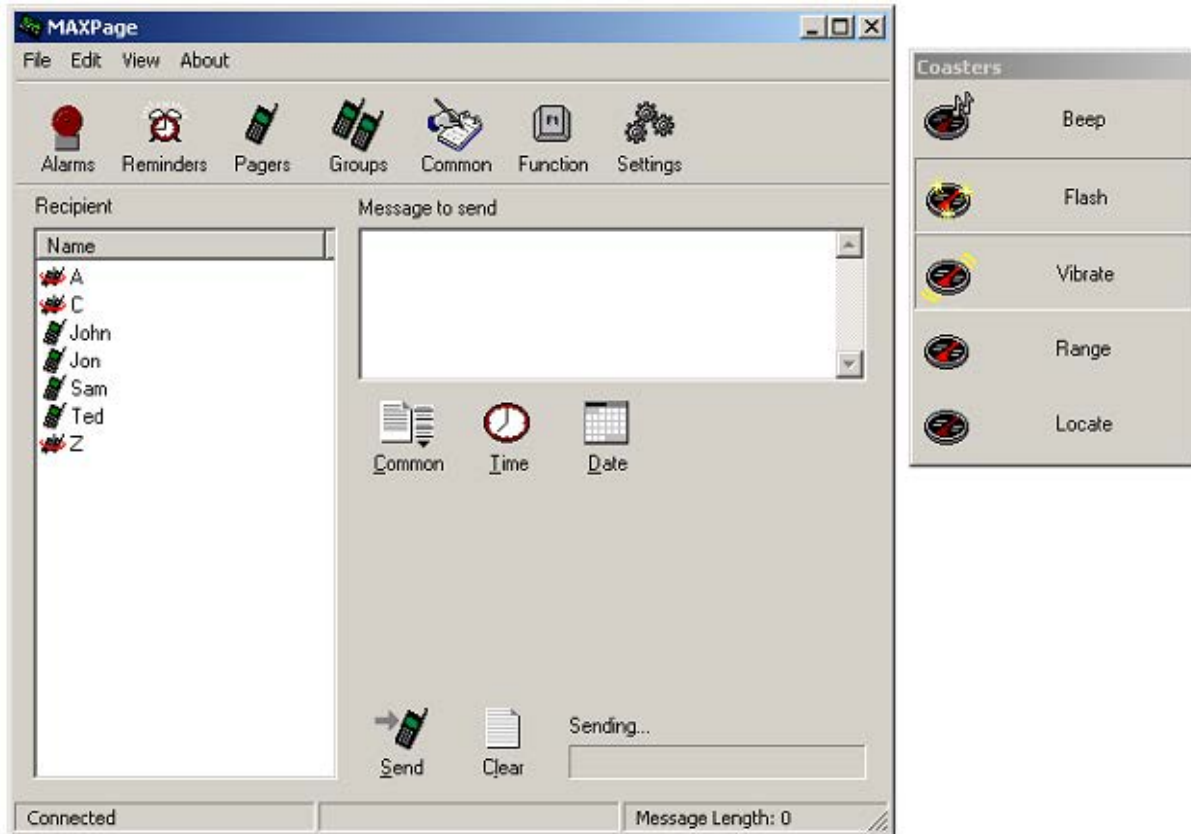 MAXPage
File Edit View About
Alarms Reminders Pagers Groups Common F1 Function Settings
Recipient
Name
A
C
John
Jon
Sam
Ted
Z
Message to send
Common Time Date
Send Clear Sending...
Connected Message Length: 0
Coasters
Beep
Flash
Vibrate
Range
Locate